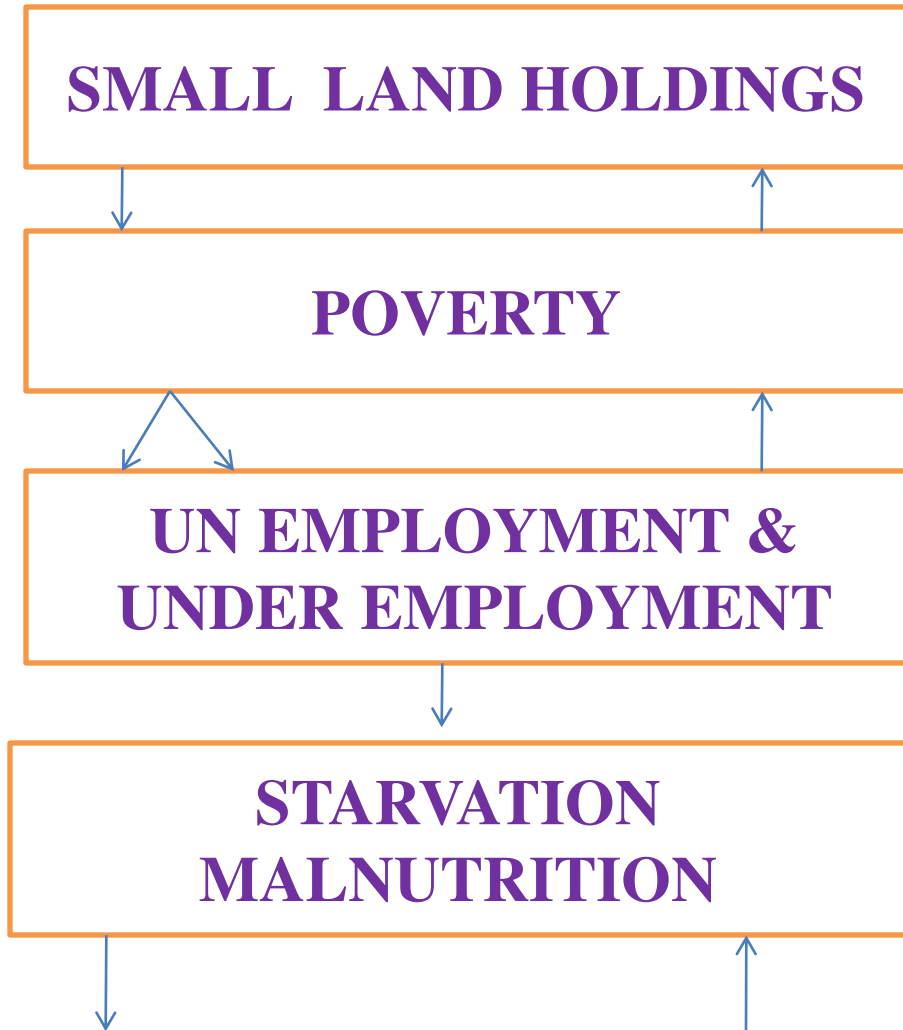 SMALL LAND HOLDINGS
POVERTY
UN EMPLOYMENT &
UNDER EMPLOYMENT
STARVATION
MALNUTRITION